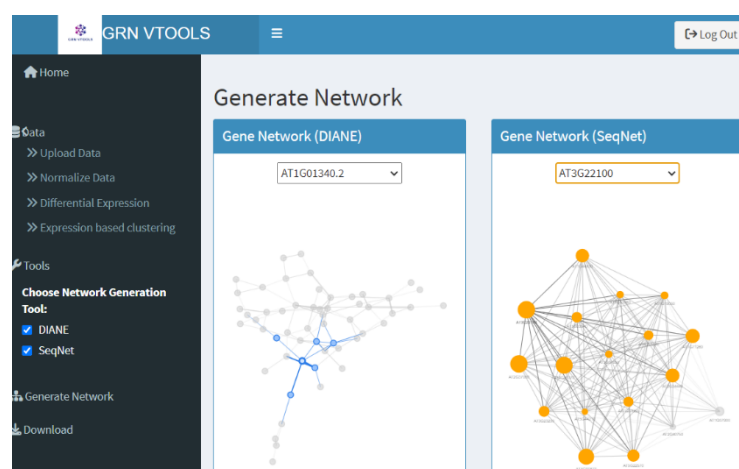 GRN VTOOLS
Log Out
Home
Data
Upload Data
Normalize Data
Differential Expression
Expression based clustering
Tools
Choose Network Generation
Tool:
DIANE
SeqNet
Generate Network
Download
Generate Network
Gene Network (DIANE)
AT1G01340.2
Gene Network (SeqNet)
AT3G22100